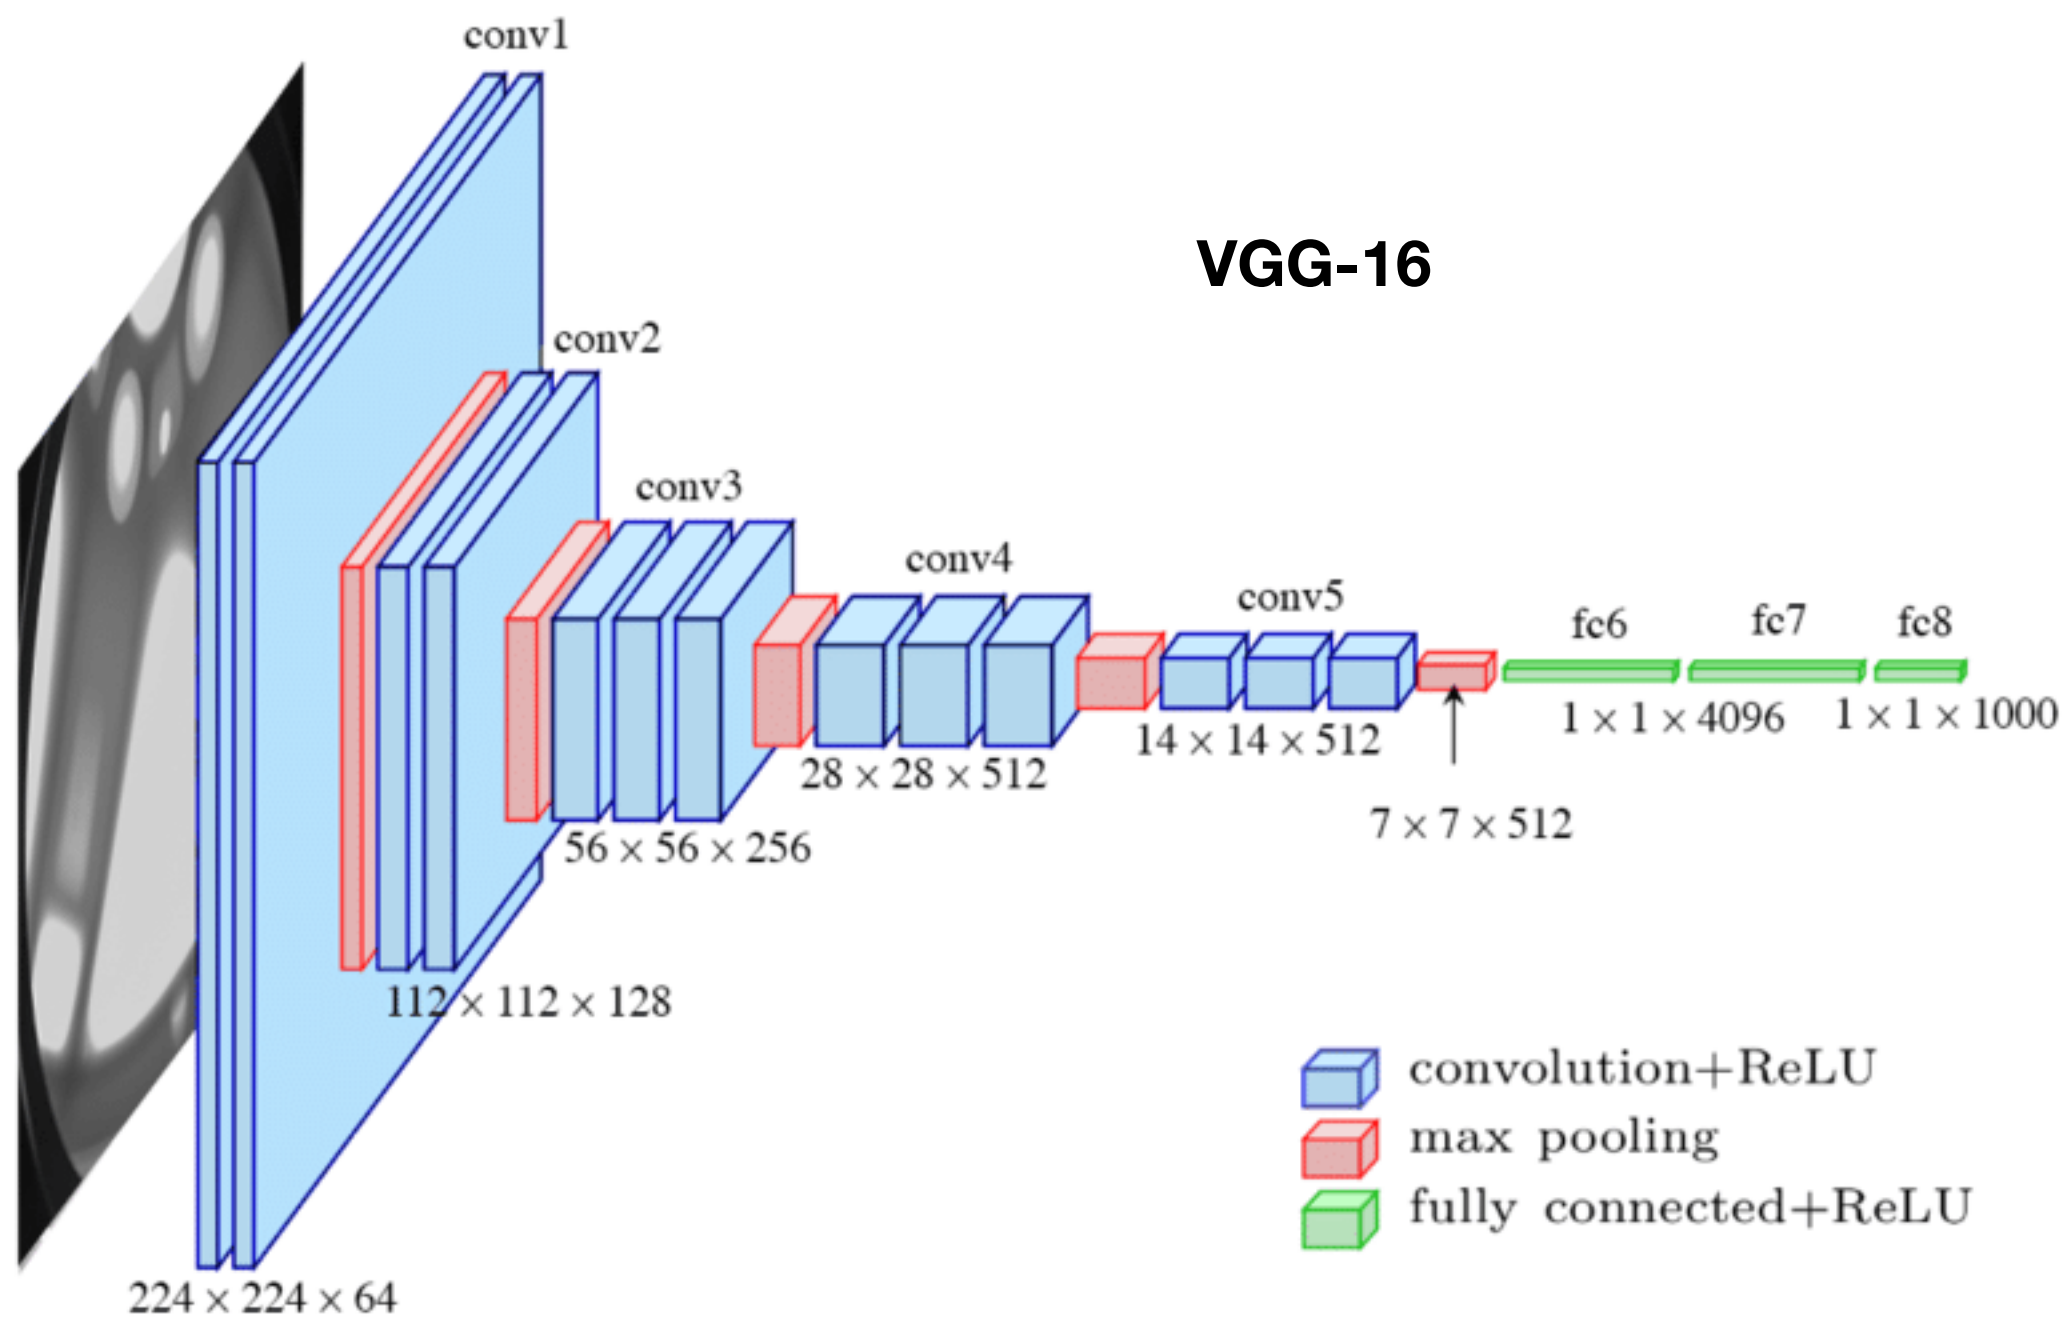 conv1
VGG-16
conv2
conv3
conv4
conv5
fc6
fc7
fc8
1 × 1 × 4096
1 × 1 × 1000
14 × 14 × 512
28 × 28 × 512
7 × 7 × 512
56 × 56 × 256
112 × 112 × 128
224 × 224 × 64
convolution+ReLU
max pooling
fully connected+ReLU